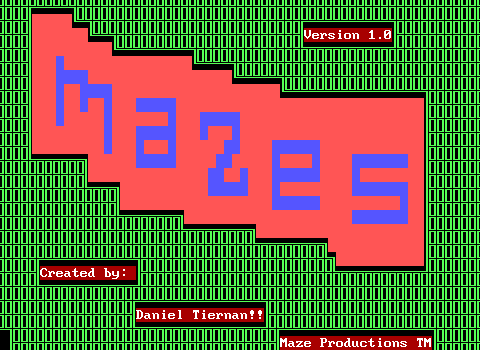 Version 1.0
Mazes
Created by:
Daniel Tiernan!!
Maze Productions TM